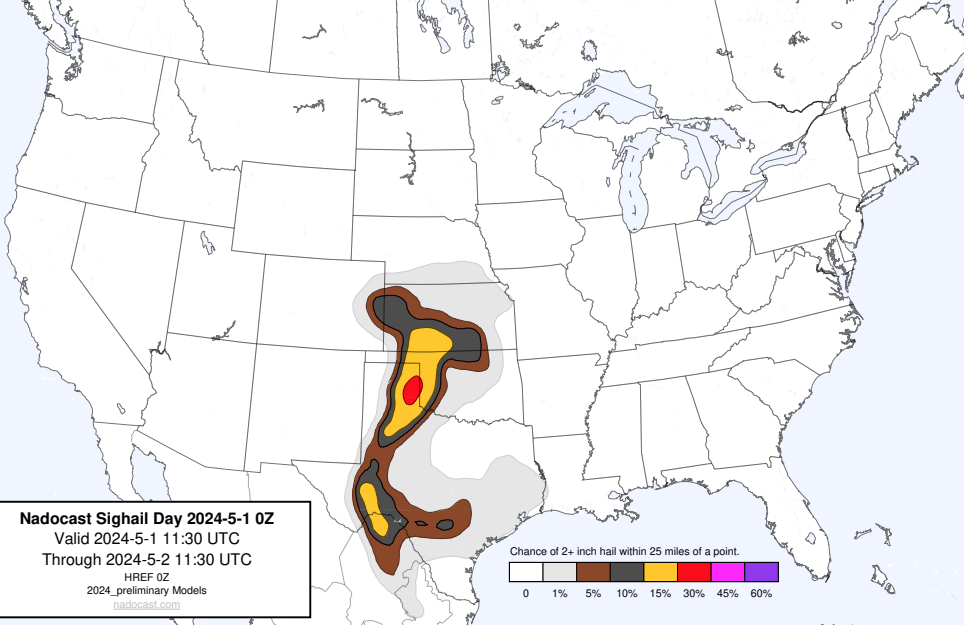 Nadocast Sighail Day 2024-5-1 0Z
Valid 2024-5-1 11:30 UTC
Through 2024-5-2 11:30 UTC
HREF 0Z
2024_preliminary Models
nadocast.com
Chance of 2+ inch hail within 25 miles of a point.
0 1% 5% 10% 15% 30% 45% 60%